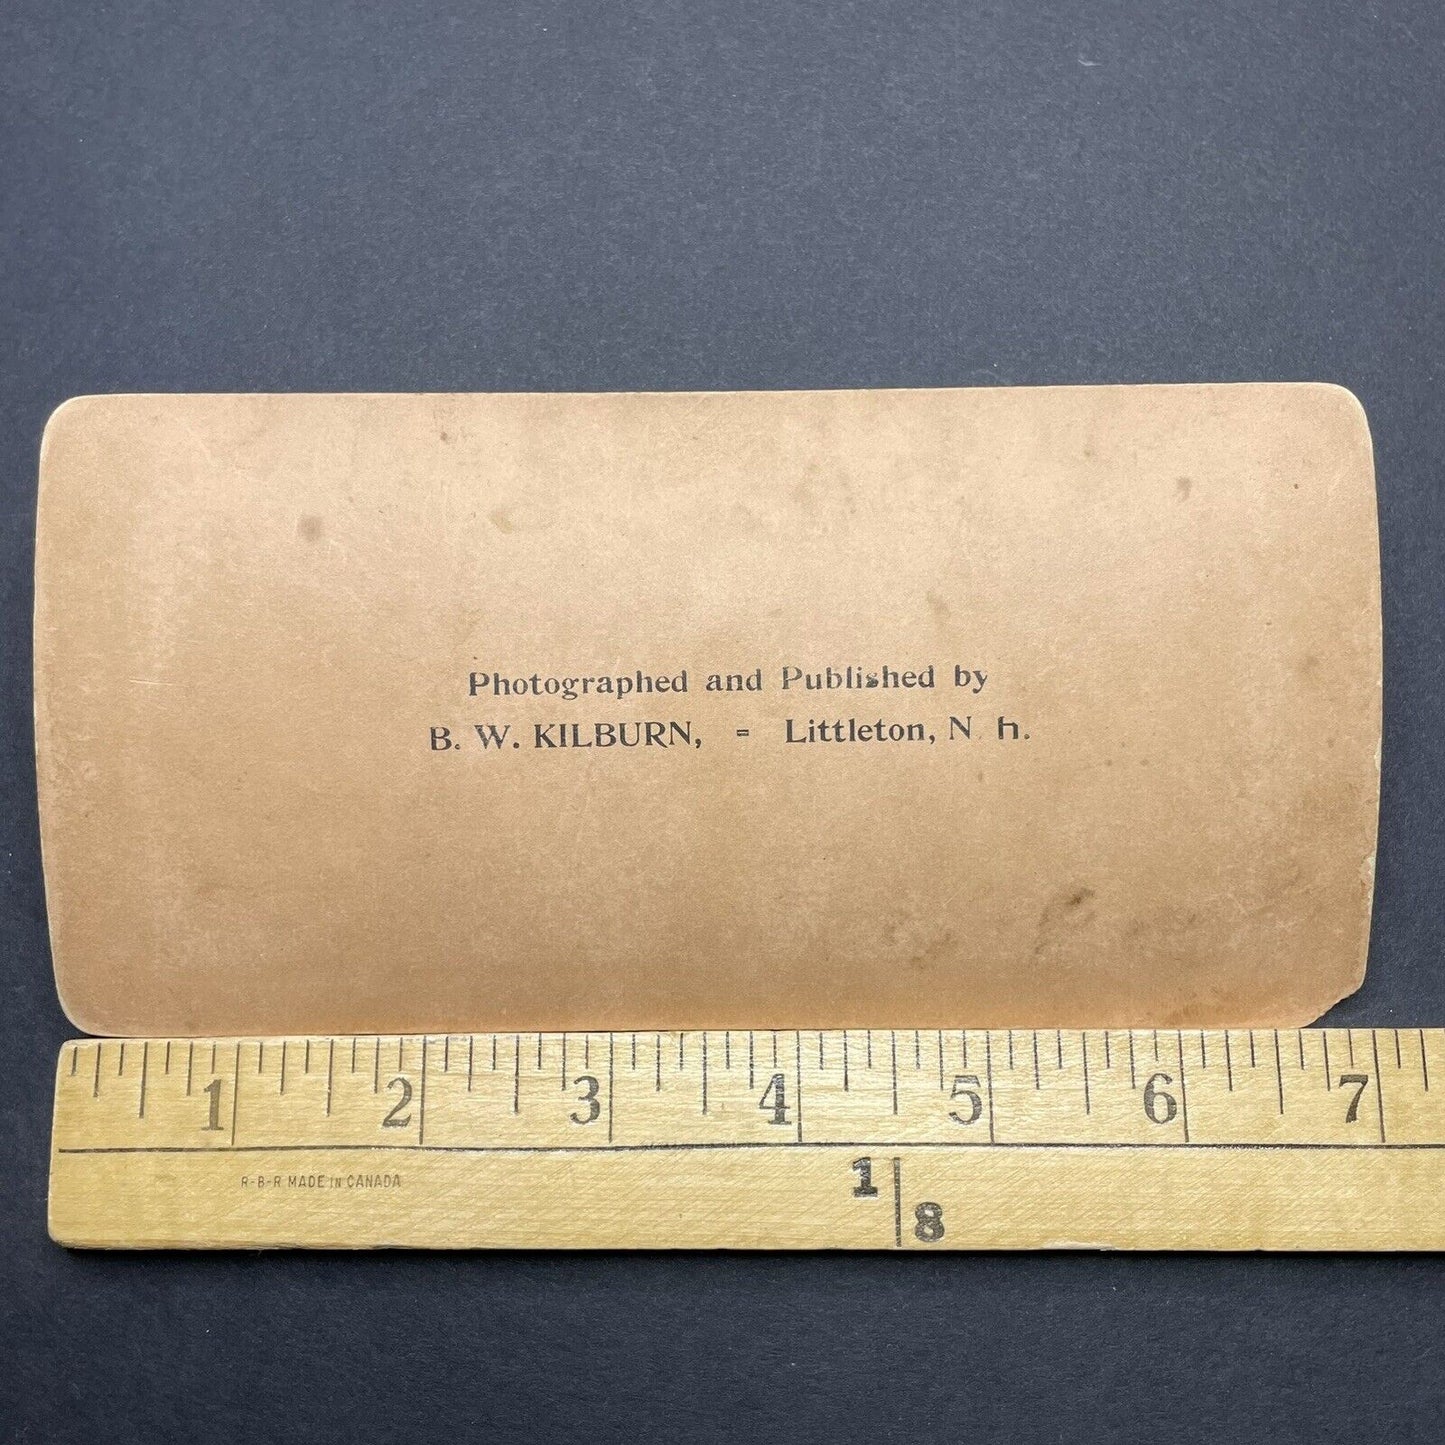 Photographed and Published by
B. W. KILBURN, = Littleton, N. H.
1 2 3 4 5 6 7
R-B-R MADE IN CANADA
1 8